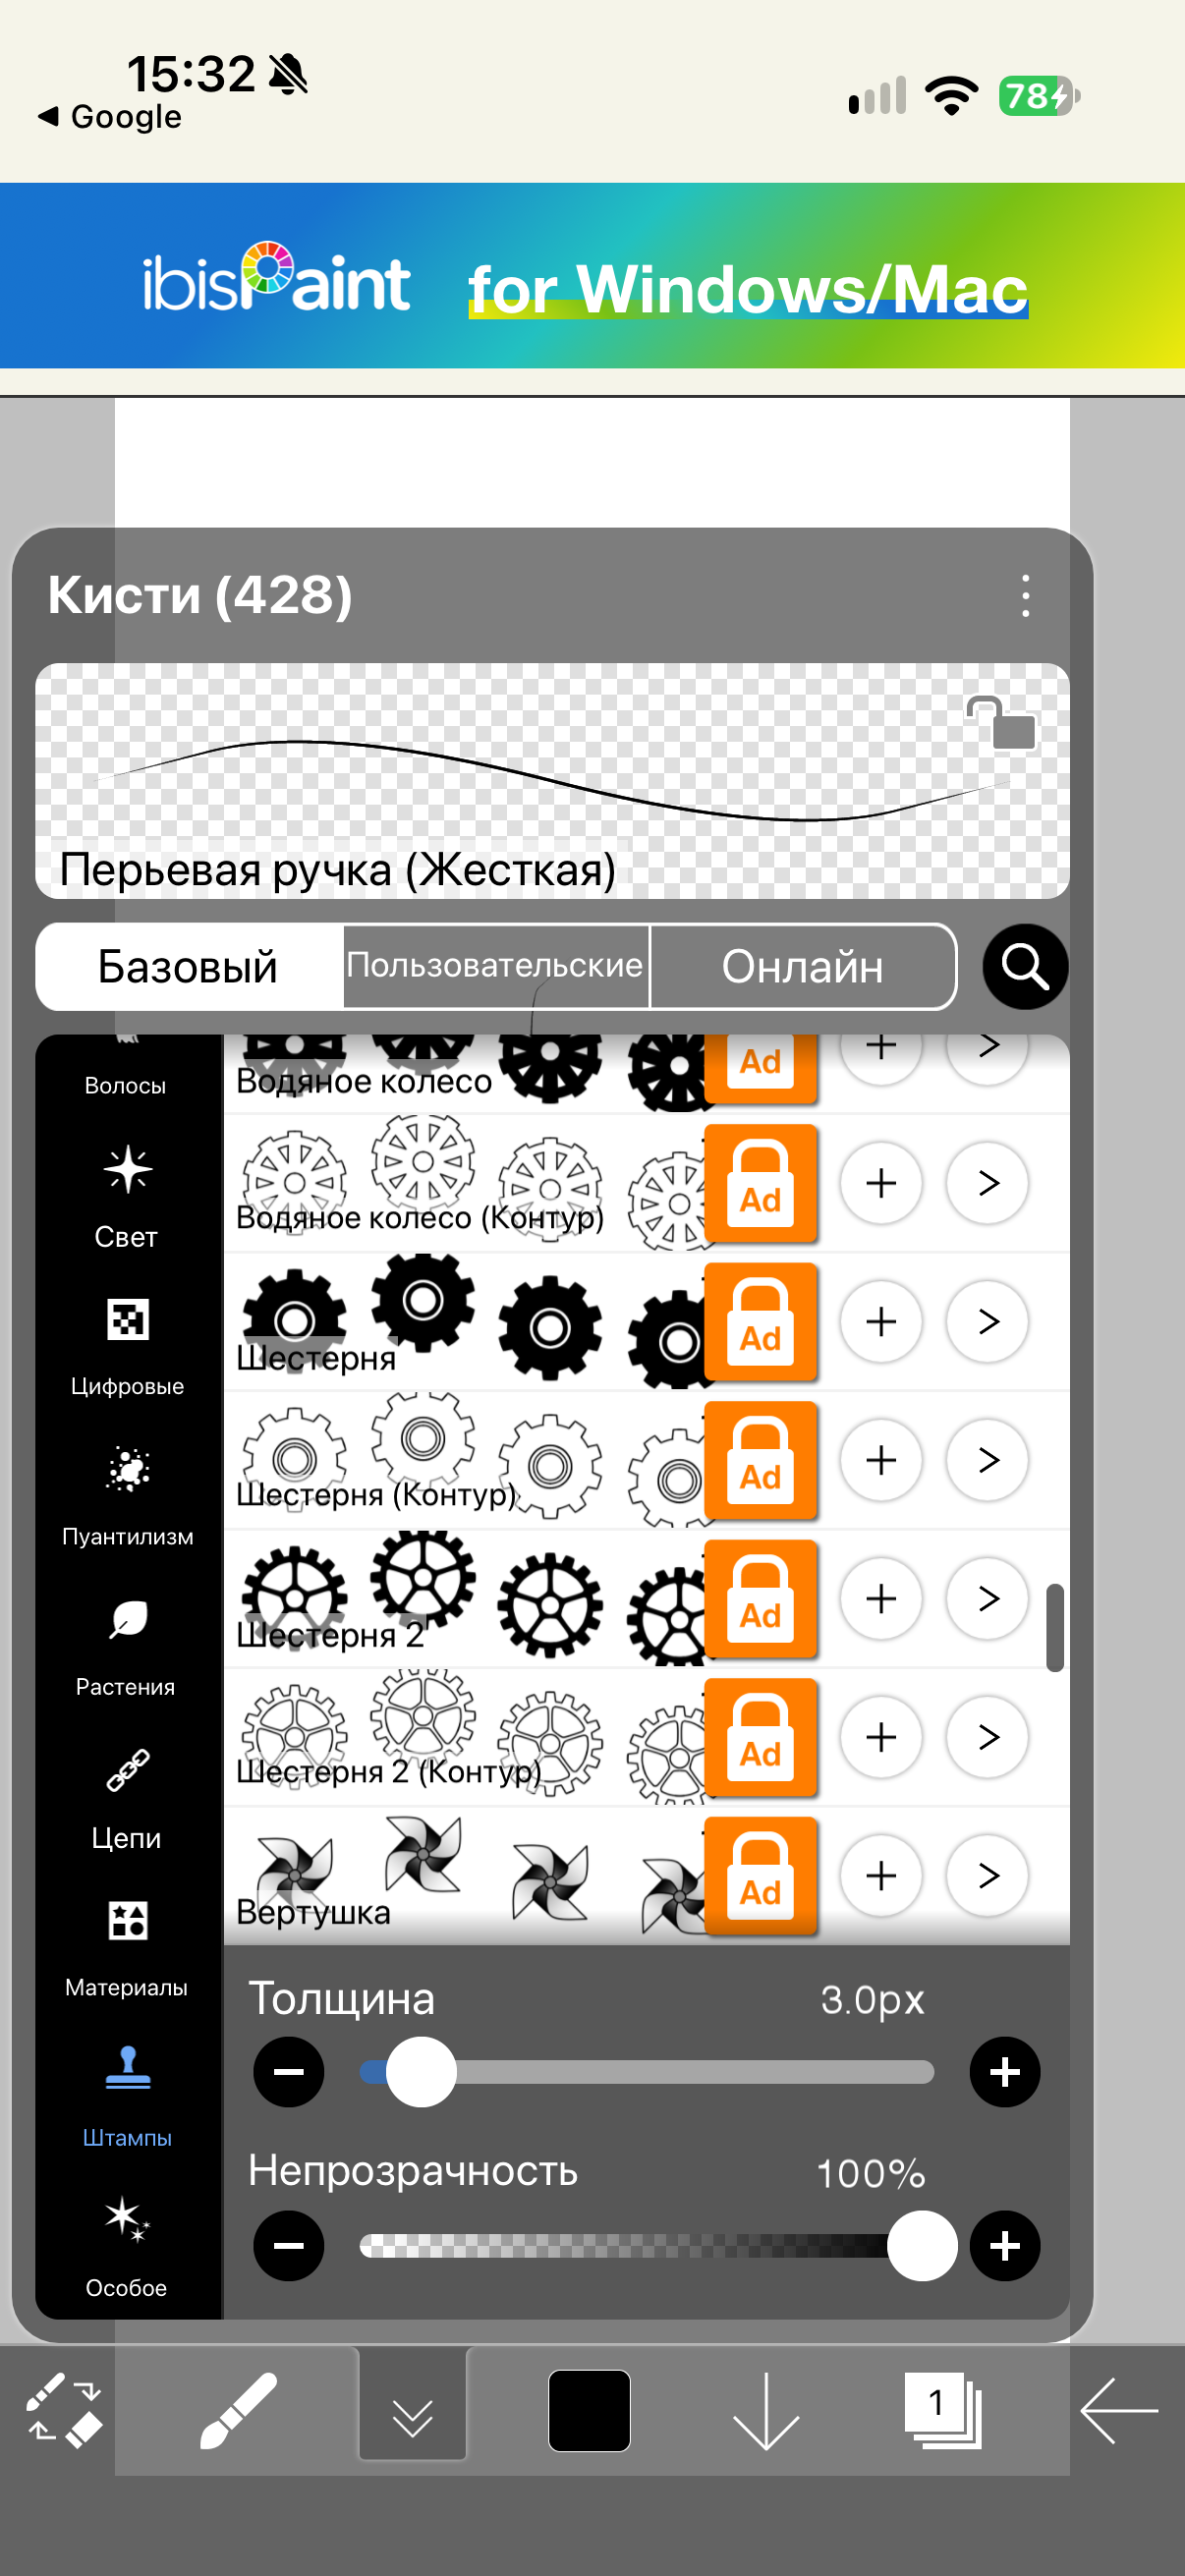 15:32
Google
78
ibisPaint for Windows/Mac
Кисти (428)
Перьевая ручка (Жесткая)
Базовый Пользовательские Онлайн
Волосы
Свет
Цифровые
Пуантилизм
Растения
Цепи
Материалы
Штампы
Особое
Водяное колесо Ad
Водяное колесо (Контур) Ad
Шестерня Ad
Шестерня (Контур) Ad
Шестерня 2 Ad
Шестерня 2 (Контур) Ad
Вертушка Ad
Толщина 3.0px
Непрозрачность 100%
1